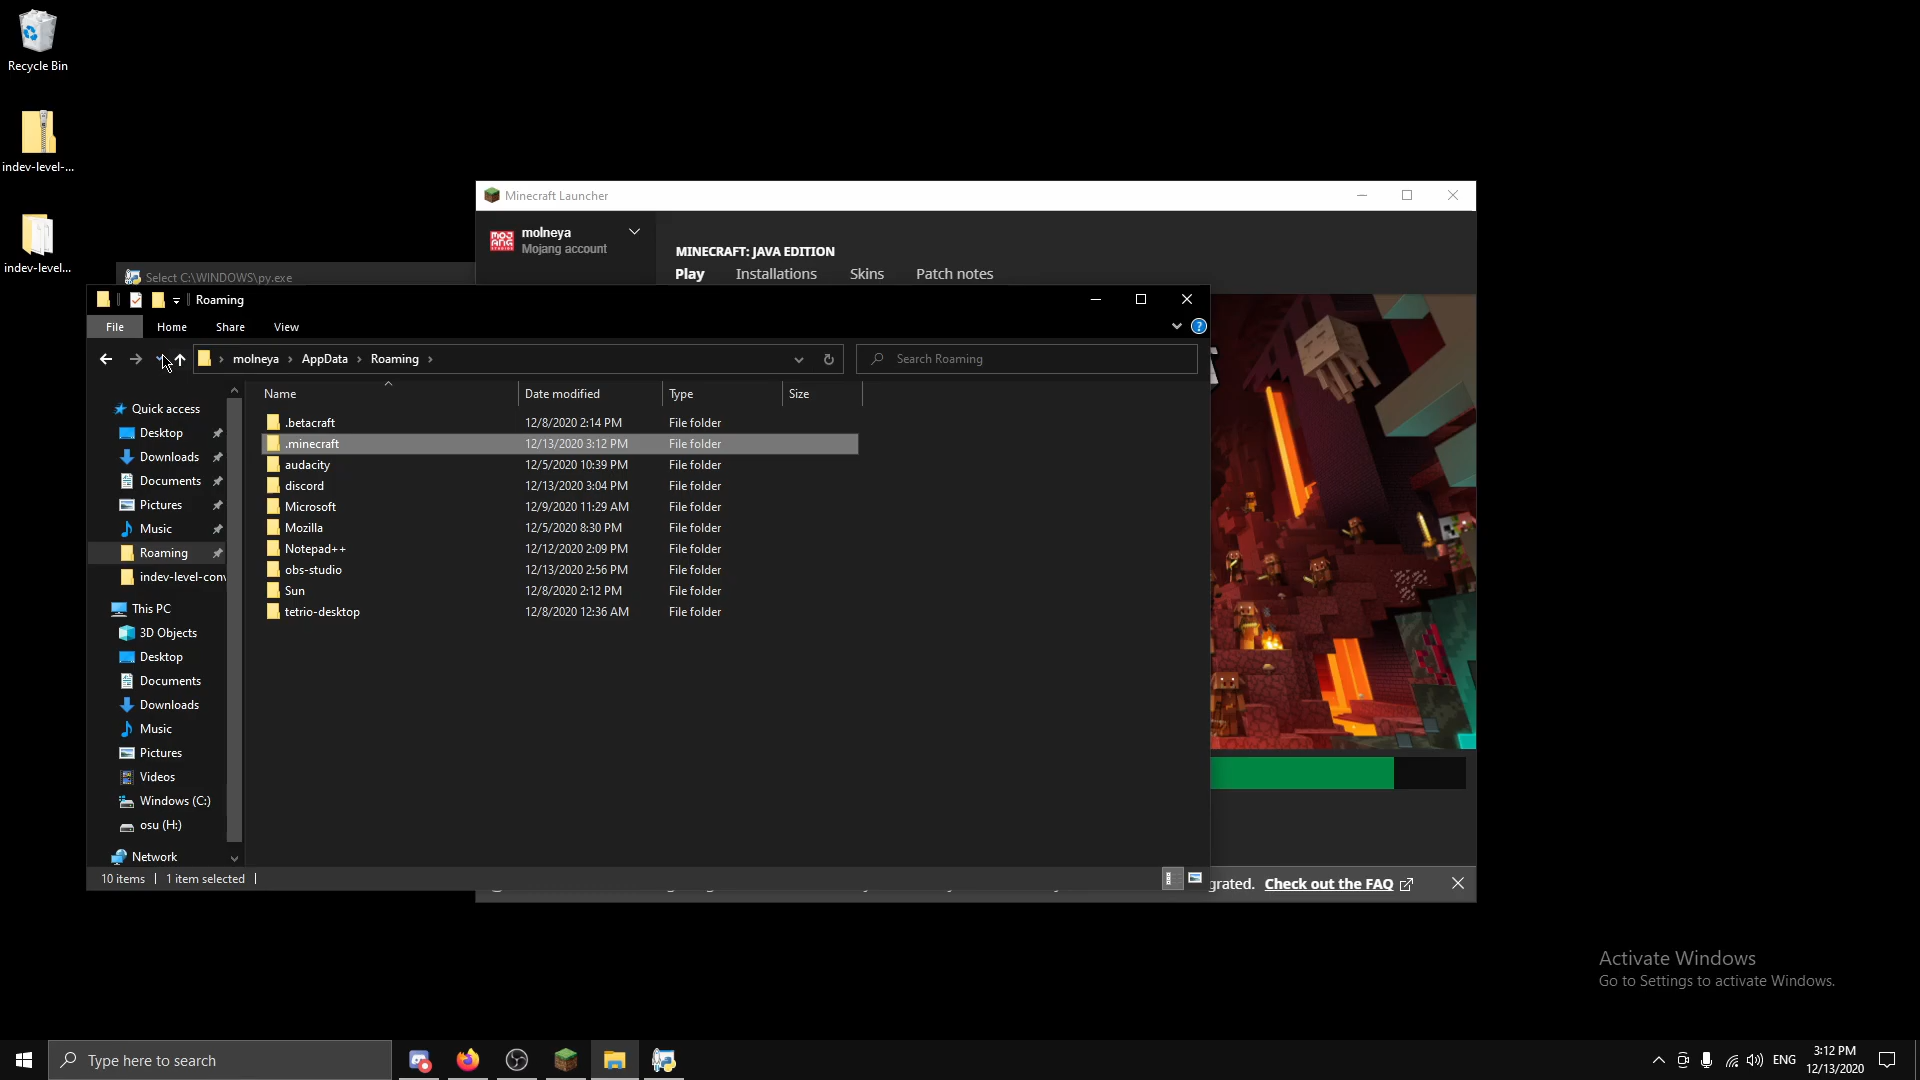 Recycle Bin
indev-level-...
indev-level...
Minecraft Launcher
molneya
Mojang account
MINECRAFT: JAVA EDITION
Play Installations Skins Patch notes
Select C:\WINDOWS\py.exe
Roaming
File Home Share View
molneya AppData Roaming
Search Roaming
Name Date modified Type Size
.betacraft 12/8/2020 2:14 PM File folder
.minecraft 12/13/2020 3:12 PM File folder
audacity 12/5/2020 10:39 PM File folder
discord 12/13/2020 3:04 PM File folder
Microsoft 12/9/2020 11:29 AM File folder
Mozilla 12/5/2020 8:30 PM File folder
Notepad++ 12/12/2020 2:09 PM File folder
obs-studio 12/13/2020 2:56 PM File folder
Sun 12/8/2020 2:12 PM File folder
tetrio-desktop 12/8/2020 12:36 AM File folder
Quick access
Desktop
Downloads
Documents
Pictures
Music
Roaming
indev-level-conv
This PC
3D Objects
Desktop
Documents
Downloads
Music
Pictures
Videos
Windows (C:)
osu (H:)
Network
10 items 1 item selected
grated. Check out the FAQ
Activate Windows
Go to Settings to activate Windows.
Type here to search
ENG
3:12 PM
12/13/2020